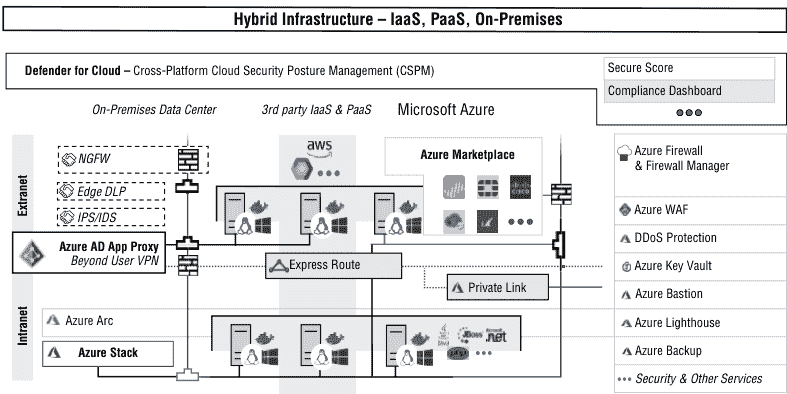 Hybrid Infrastructure – IaaS, PaaS, On-Premises
Defender for Cloud – Cross-Platform Cloud Security Posture Management (CSPM)
Secure Score
Compliance Dashboard
On-Premises Data Center
3rd party IaaS & PaaS
Microsoft Azure
Extranet
NGFW
Edge DLP
IPS/IDS
Azure AD App Proxy
Beyond User VPN
aws
Azure Marketplace
Express Route
Private Link
Intranet
Azure Arc
Azure Stack
JBoss
.net
Azure Firewall
& Firewall Manager
Azure WAF
DDoS Protection
Azure Key Vault
Azure Bastion
Azure Lighthouse
Azure Backup
Security & Other Services